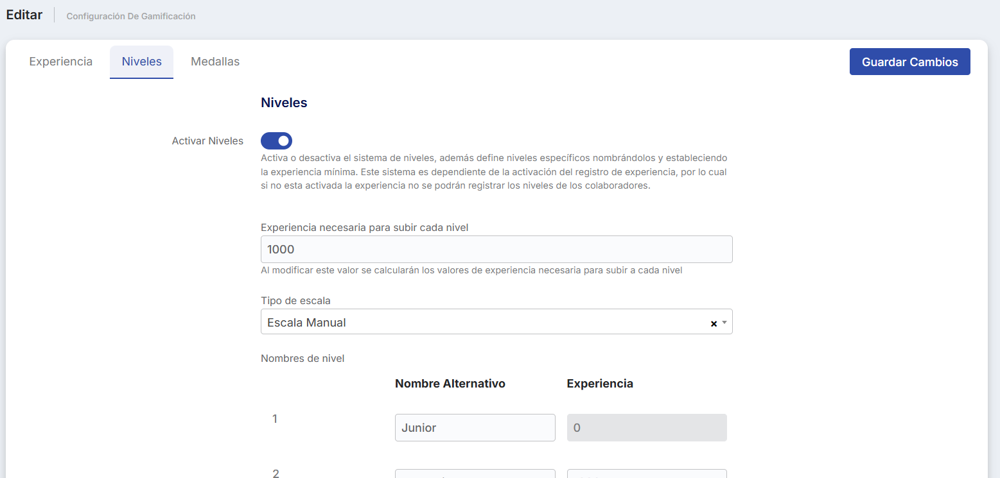 Editar
Configuración De Gamificación
Experiencia
Niveles
Medallas
Guardar Cambios
Niveles
Activar Niveles
Activa o desactiva el sistema de niveles, además define niveles específicos nombrándolos y estableciendo
la experiencia mínima. Este sistema es dependiente de la activación del registro de experiencia, por lo cual
si no esta activada la experiencia no se podrán registrar los niveles de los colaboradores.
Experiencia necesaria para subir cada nivel
1000
Al modificar este valor se calcularán los valores de experiencia necesaria para subir a cada nivel
Tipo de escala
Escala Manual
Nombres de nivel
Nombre Alternativo
Experiencia
1
Junior
0
2